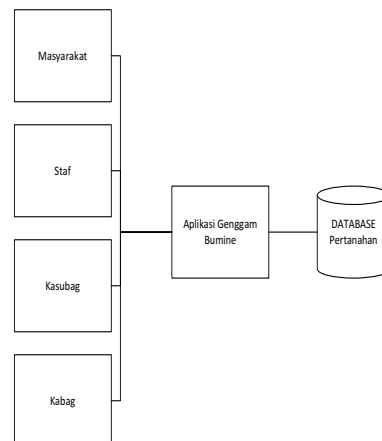 Masyarakat
Staf
Kasubag
Kabag
Aplikasi Genggam
Bumine
DATABASE
Pertanahan